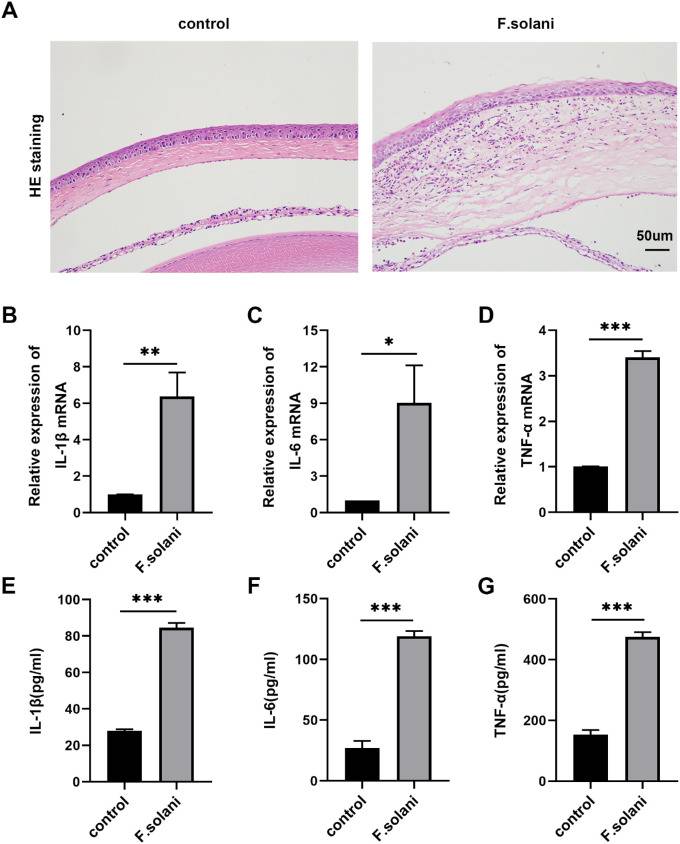 A
control
F.solani
HE staining
50um
B
Relative expression of
IL-1β mRNA
8
6
4
2
0
**
control
F.solani
C
Relative expression of
IL-6 mRNA
15
12
9
6
3
0
*
control
F.solani
D
Relative expression of
TNF-α mRNA
4
3
2
1
0
***
control
F.solani
E
IL-1β(pg/ml)
100
80
60
40
20
0
***
control
F.solani
F
IL-6(pg/ml)
150
100
50
0
***
control
F.solani
G
TNF-α(pg/ml)
600
400
200
0
***
control
F.solani